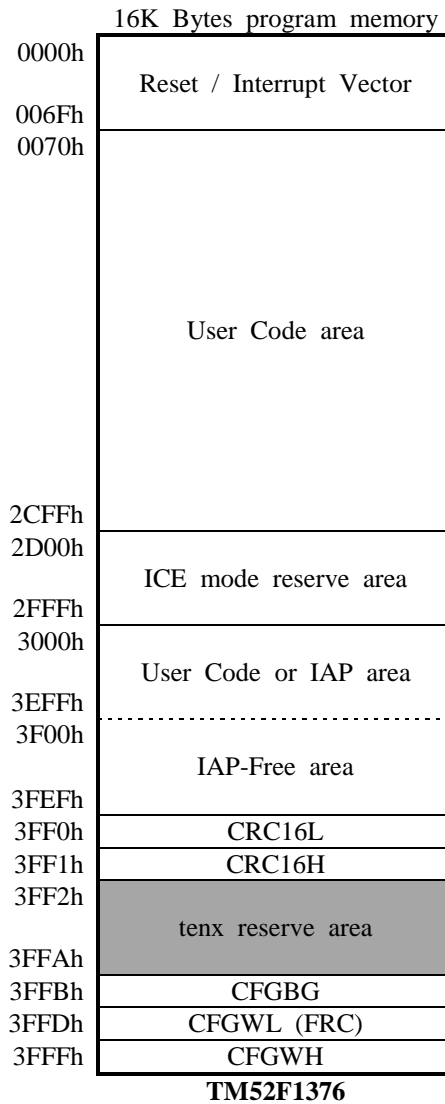 16K Bytes program memory
0000h
Reset / Interrupt Vector
006Fh
0070h
User Code area
2CFFh
2D00h
ICE mode reserve area
2FFFh
3000h
User Code or IAP area
3EFFh
3F00h
IAP-Free area
3FEFh
3FF0h CRC16L
3FF1h CRC16H
3FF2h
tenx reserve area
3FFAh
3FFBh CFGBG
3FFDh CFGWL (FRC)
3FFFh CFGWH
TM52F1376